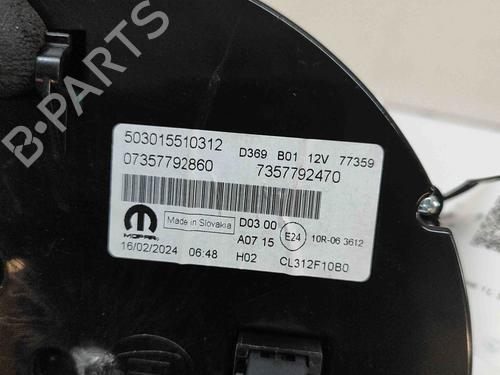 503015510312 D369 B01 12V 77359
07357792860 7357792470
MOPAR Made in Slovakia D03 00
A07 15 E24 10R-06 3612
16/02/2024 06:48 H02 CL312F10B0
B-PARTS